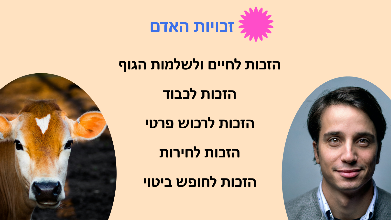 זכויות האדם
הזכות לחיים ולשלמות הגוף
הזכות לכבוד
הזכות לרכוש פרטי
הזכות לחירות
הזכות לחופש ביטוי